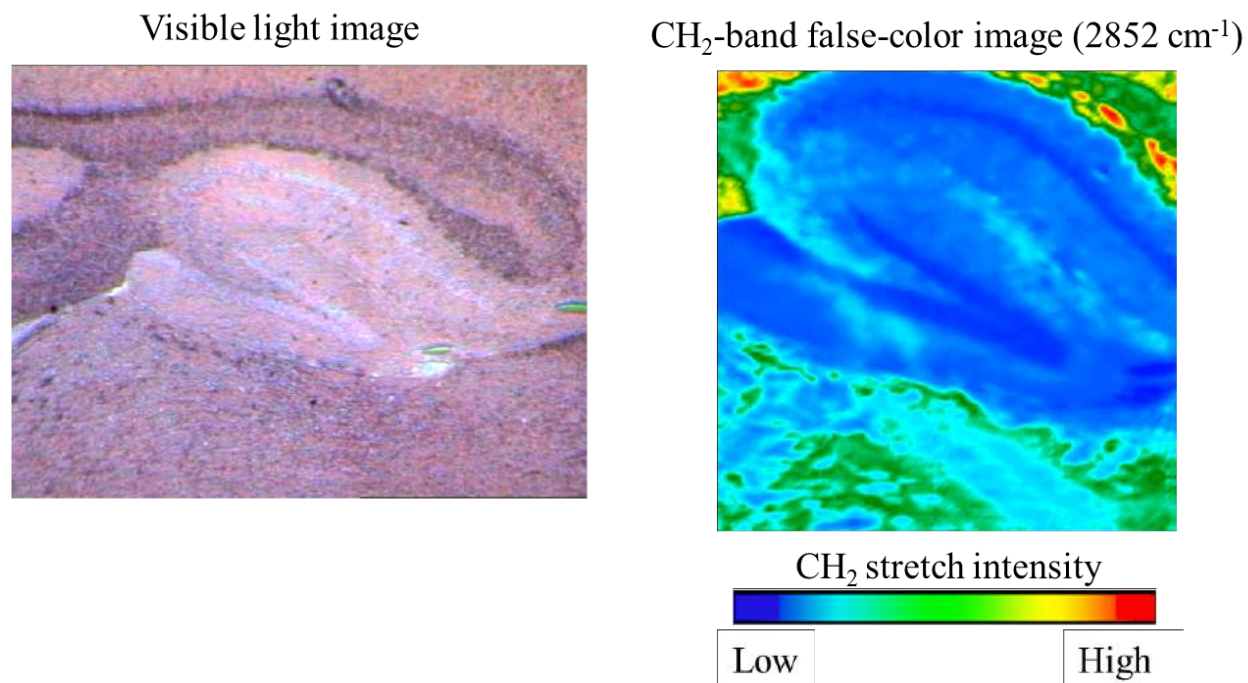 Visible light image
CH₂-band false-color image (2852 cm⁻¹)
CH₂ stretch intensity
Low
High